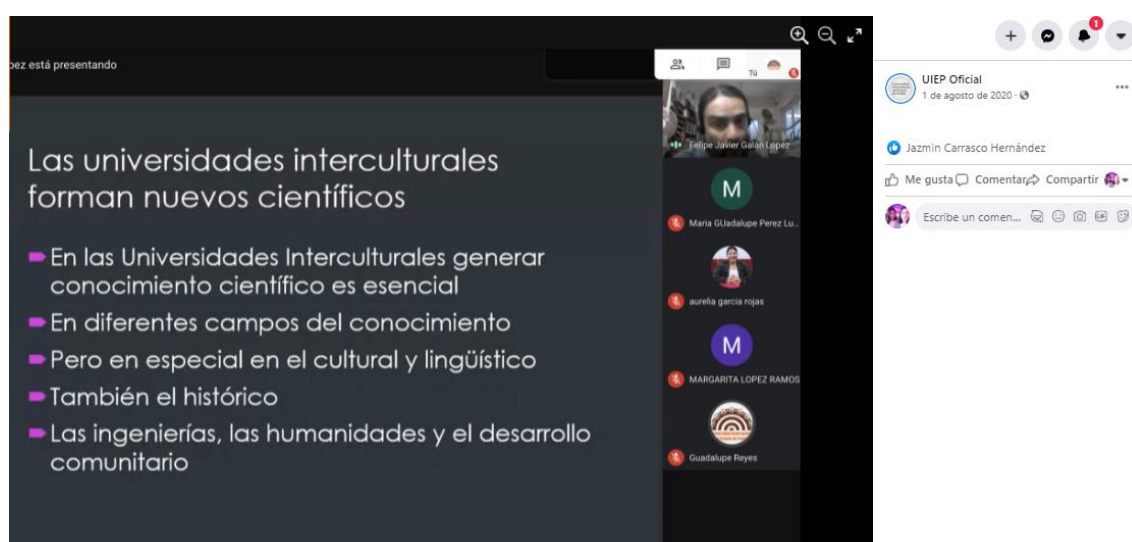 pez está presentando
Tú
Las universidades interculturales
forman nuevos científicos
En las Universidades Interculturales generar
conocimiento científico es esencial
En diferentes campos del conocimiento
Pero en especial en el cultural y lingüístico
También el histórico
Las ingenierías, las humanidades y el desarrollo
comunitario
Felipe Javier Galán Lopez
M
Maria GUadalupe Perez Lu...
aurelia garcia rojas
M
MARGARITA LOPEZ RAMOS
Guadalupe Reyes
1
UIEP Oficial
1 de agosto de 2020 ·
Jazmin Carrasco Hernández
Me gusta Comentar Compartir
Escribe un comen...
GIF